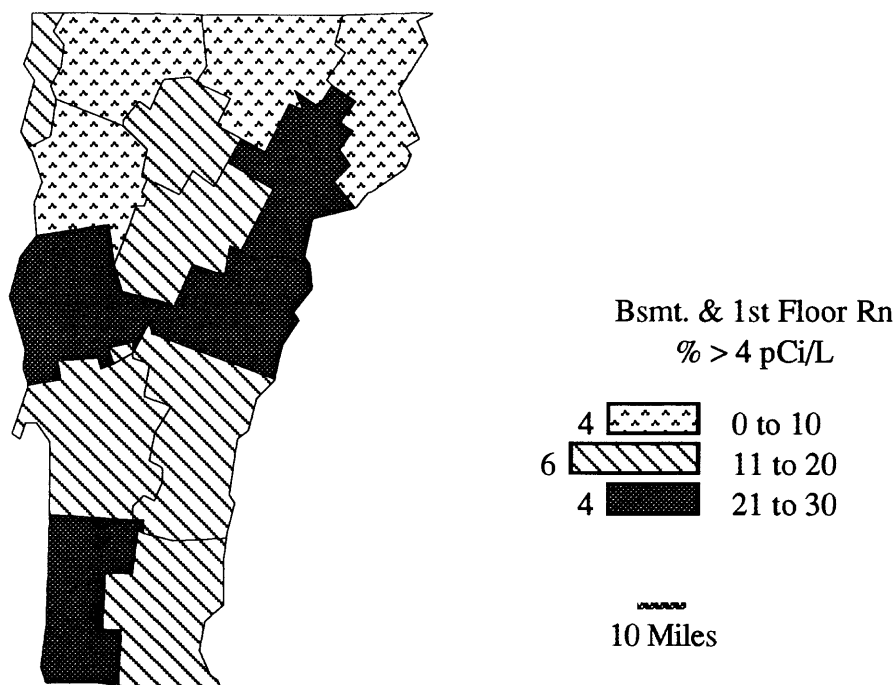 Bsmt. & 1st Floor Rn
% > 4 pCi/L
4 0 to 10
6 11 to 20
4 21 to 30
10 Miles